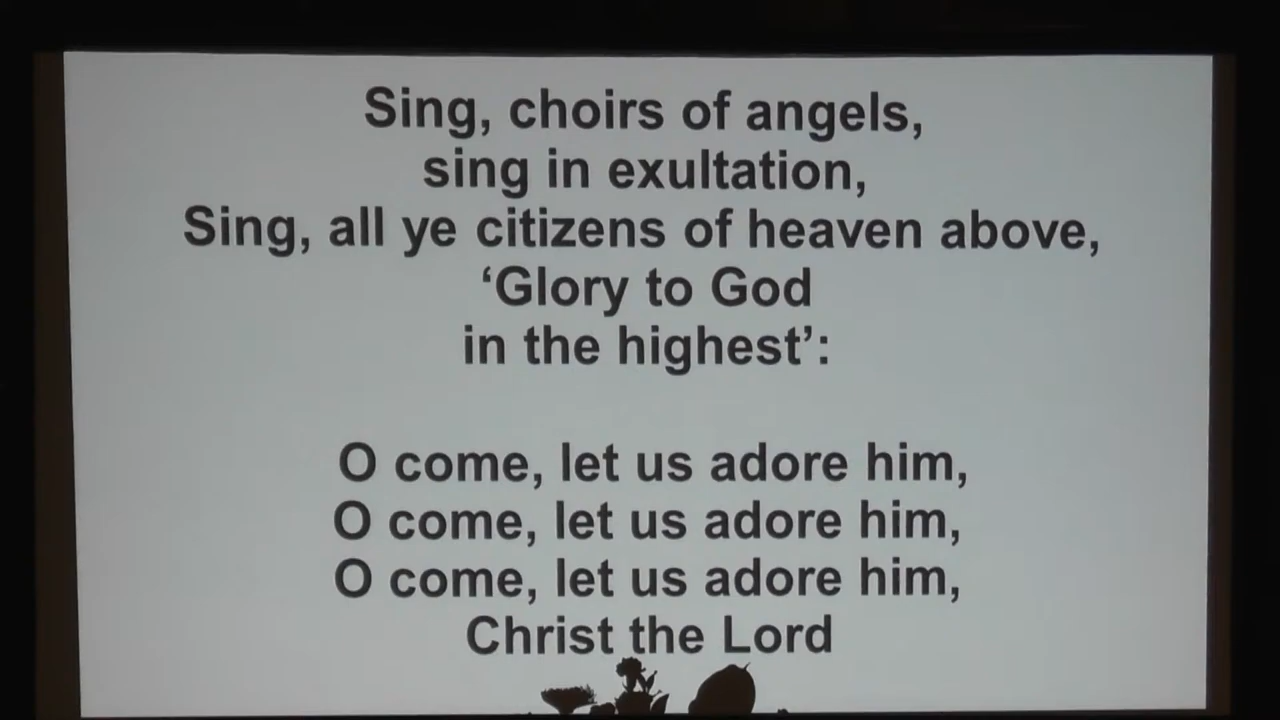 Sing, choirs of angels,
sing in exultation,
Sing, all ye citizens of heaven above,
‘Glory to God
in the highest’:
O come, let us adore him,
O come, let us adore him,
O come, let us adore him,
Christ the Lord